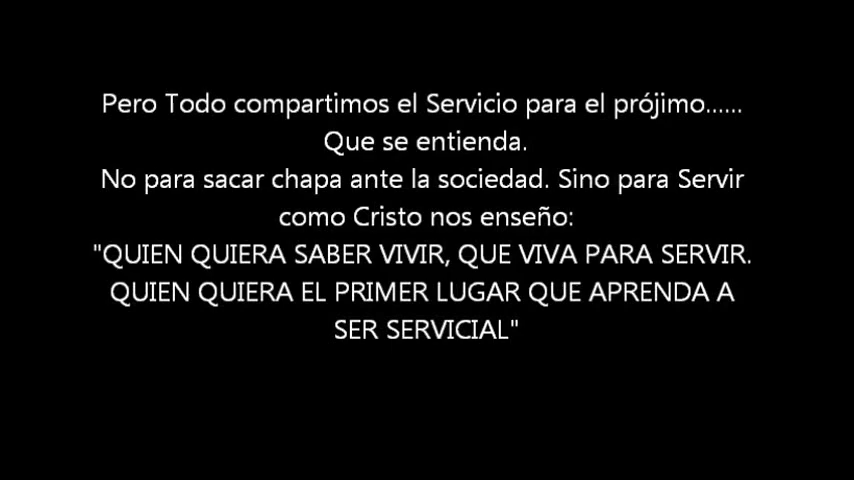 Pero Todo compartimos el Servicio para el prójimo......
Que se entienda.
No para sacar chapa ante la sociedad. Sino para Servir
como Cristo nos enseño:
"QUIEN QUIERA SABER VIVIR, QUE VIVA PARA SERVIR.
QUIEN QUIERA EL PRIMER LUGAR QUE APRENDA A
SER SERVICIAL"